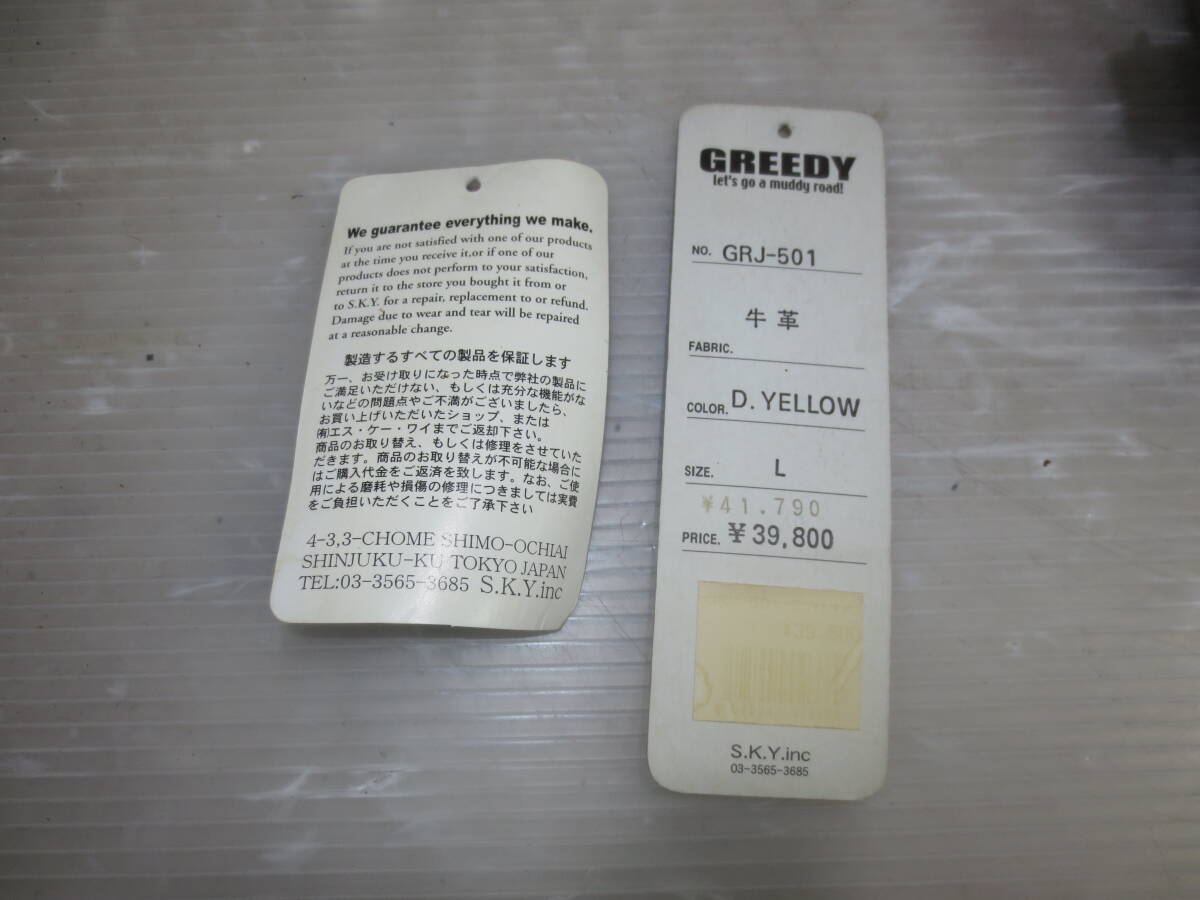 We guarantee everything we make.
If you are not satisfied with one of our products
at the time you receive it,or if one of our
products does not perform to your satisfaction,
return it to the store you bought it from or
to S.K.Y. for a repair, replacement to or refund.
Damage due to wear and tear will be repaired
at a reasonable change.
製造するすべての製品を保証します
万一、お受け取りになった時点で弊社の製品に
ご満足いただけない、もしくは充分な機能がな
いなどの問題点やご不満がございましたら、
お買い上げいただいたショップ、または
㈲エス・ケー・ワイまでご返却下さい。
商品のお取り替え、もしくは修理をさせていた
だきます。商品のお取り替えが不可能な場合に
はご購入代金をご返済を致します。なお、ご使
用による磨耗や損傷の修理につきましては実費
をご負担いただくことをご了承下さい
4-3,3-CHOME SHIMO-OCHIAI
SHINJUKU-KU TOKYO JAPAN
TEL:03-3565-3685 S.K.Y.inc
GREEDY
let's go a muddy road!
NO. GRJ-501
牛革
FABRIC.
COLOR. D.YELLOW
SIZE. L
¥41.790
PRICE. ¥39,800
S.K.Y.inc
03-3565-3685